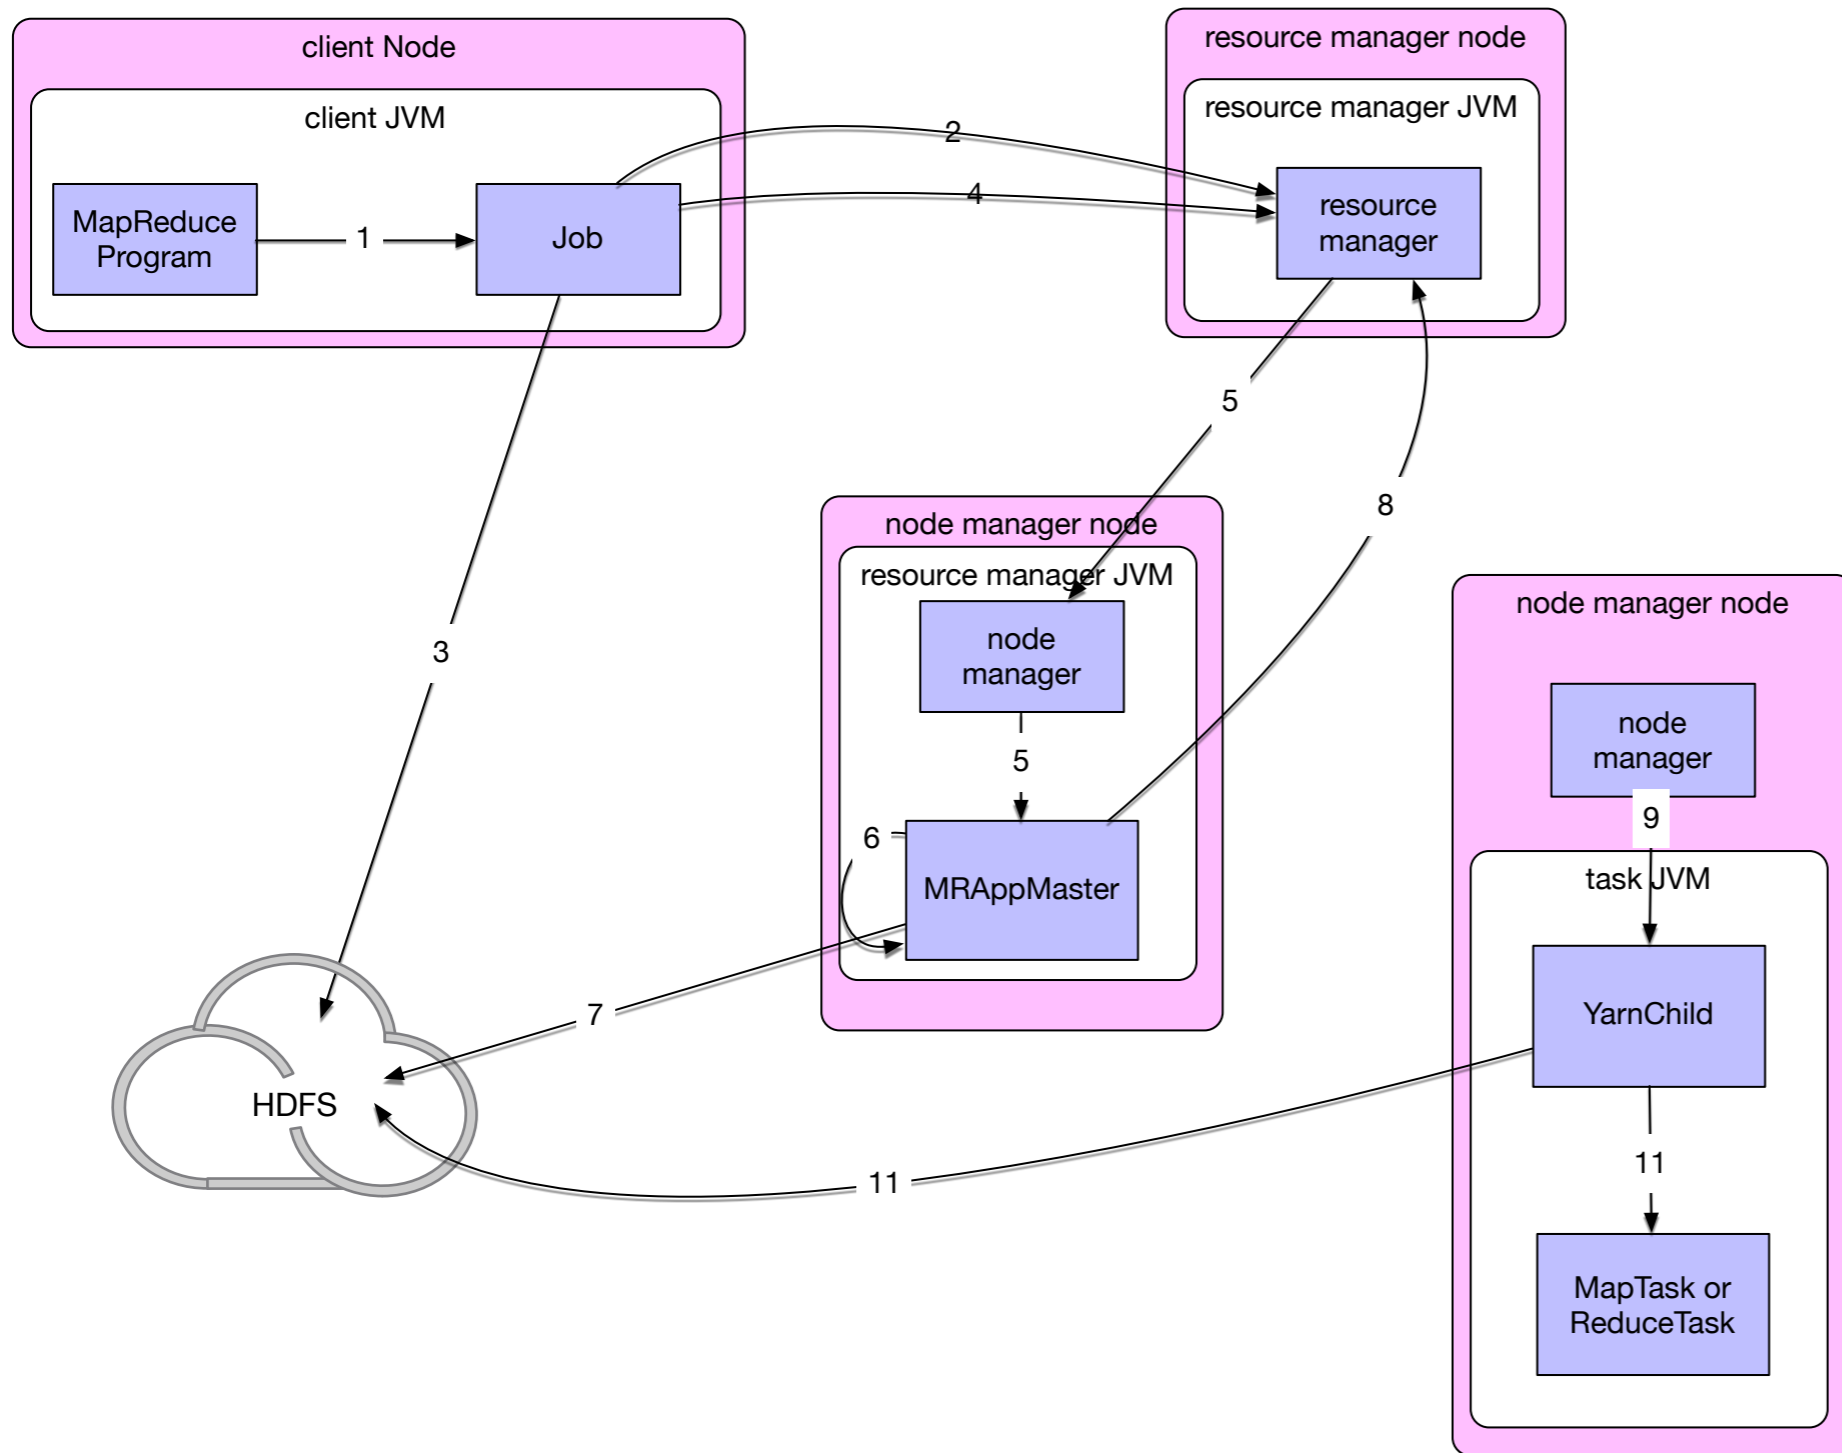 client Node
client JVM
MapReduce
Program
1
Job
2
4
resource manager node
resource manager JVM
resource
manager
5
8
3
node manager node
resource manager JVM
node
manager
5
6
MRAppMaster
7
HDFS
11
node manager node
node
manager
9
task JVM
YarnChild
11
MapTask or
ReduceTask